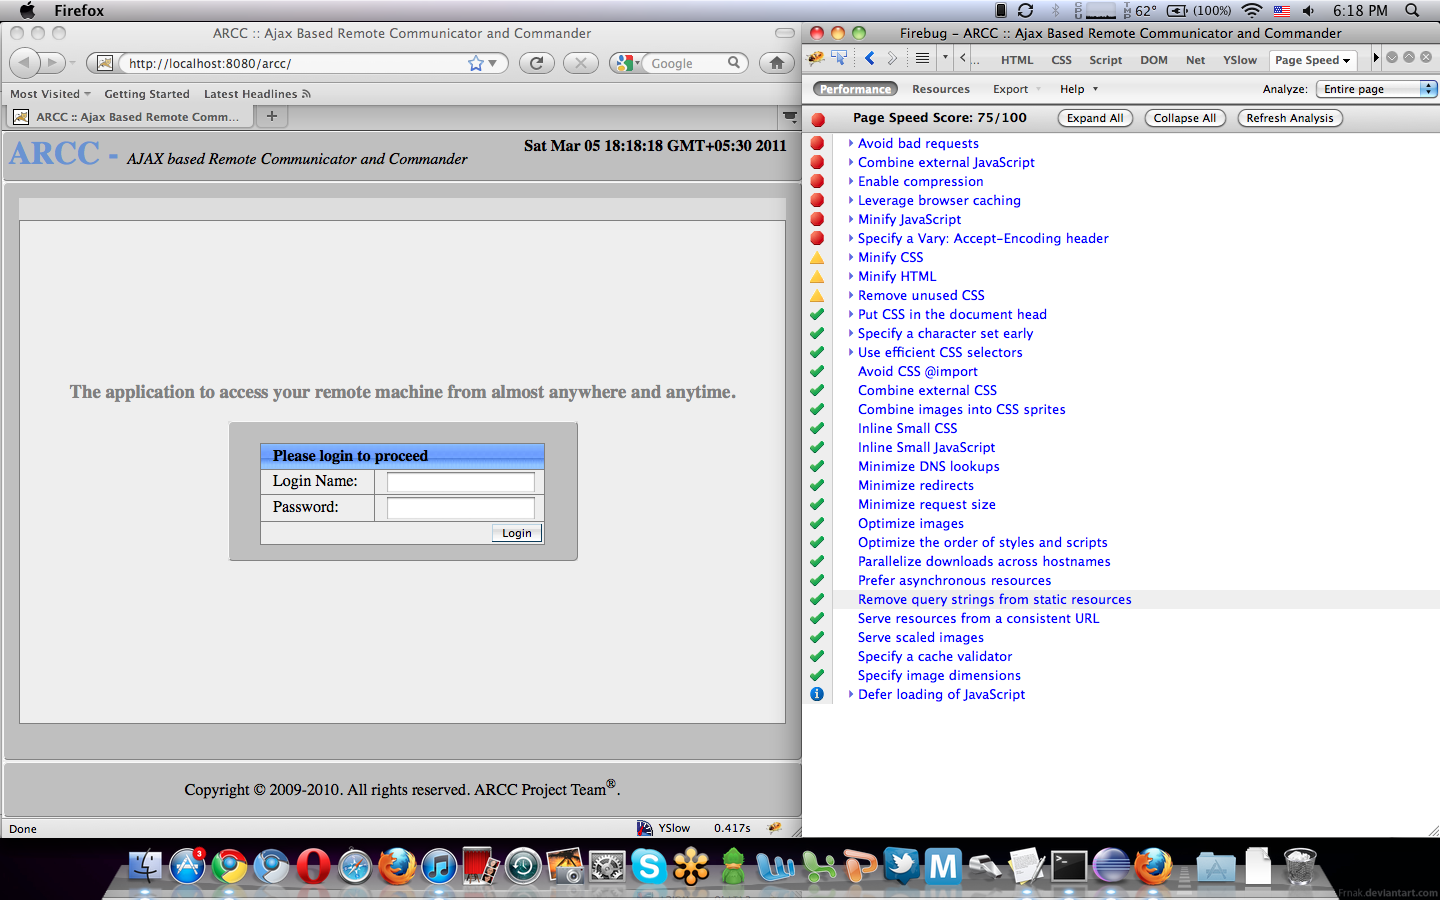 Firefox
62° (100%) 6:18 PM
ARCC :: Ajax Based Remote Communicator and Commander
http://localhost:8080/arcc/
Google
Most Visited Getting Started Latest Headlines
ARCC :: Ajax Based Remote Comm...
ARCC - AJAX based Remote Communicator and Commander
Sat Mar 05 18:18:18 GMT+05:30 2011
The application to access your remote machine from almost anywhere and anytime.
Please login to proceed
Login Name:
Password:
Login
Copyright © 2009-2010. All rights reserved. ARCC Project Team®.
Done
YSlow 0.417s
Firebug - ARCC :: Ajax Based Remote Communicator and Commander
... HTML CSS Script DOM Net YSlow Page Speed
Performance Resources Export Help Analyze: Entire page
Page Speed Score: 75/100 Expand All Collapse All Refresh Analysis
Avoid bad requests
Combine external JavaScript
Enable compression
Leverage browser caching
Minify JavaScript
Specify a Vary: Accept-Encoding header
Minify CSS
Minify HTML
Remove unused CSS
Put CSS in the document head
Specify a character set early
Use efficient CSS selectors
Avoid CSS @import
Combine external CSS
Combine images into CSS sprites
Inline Small CSS
Inline Small JavaScript
Minimize DNS lookups
Minimize redirects
Minimize request size
Optimize images
Optimize the order of styles and scripts
Parallelize downloads across hostnames
Prefer asynchronous resources
Remove query strings from static resources
Serve resources from a consistent URL
Serve scaled images
Specify a cache validator
Specify image dimensions
Defer loading of JavaScript
3
Frnak.deviantart.com